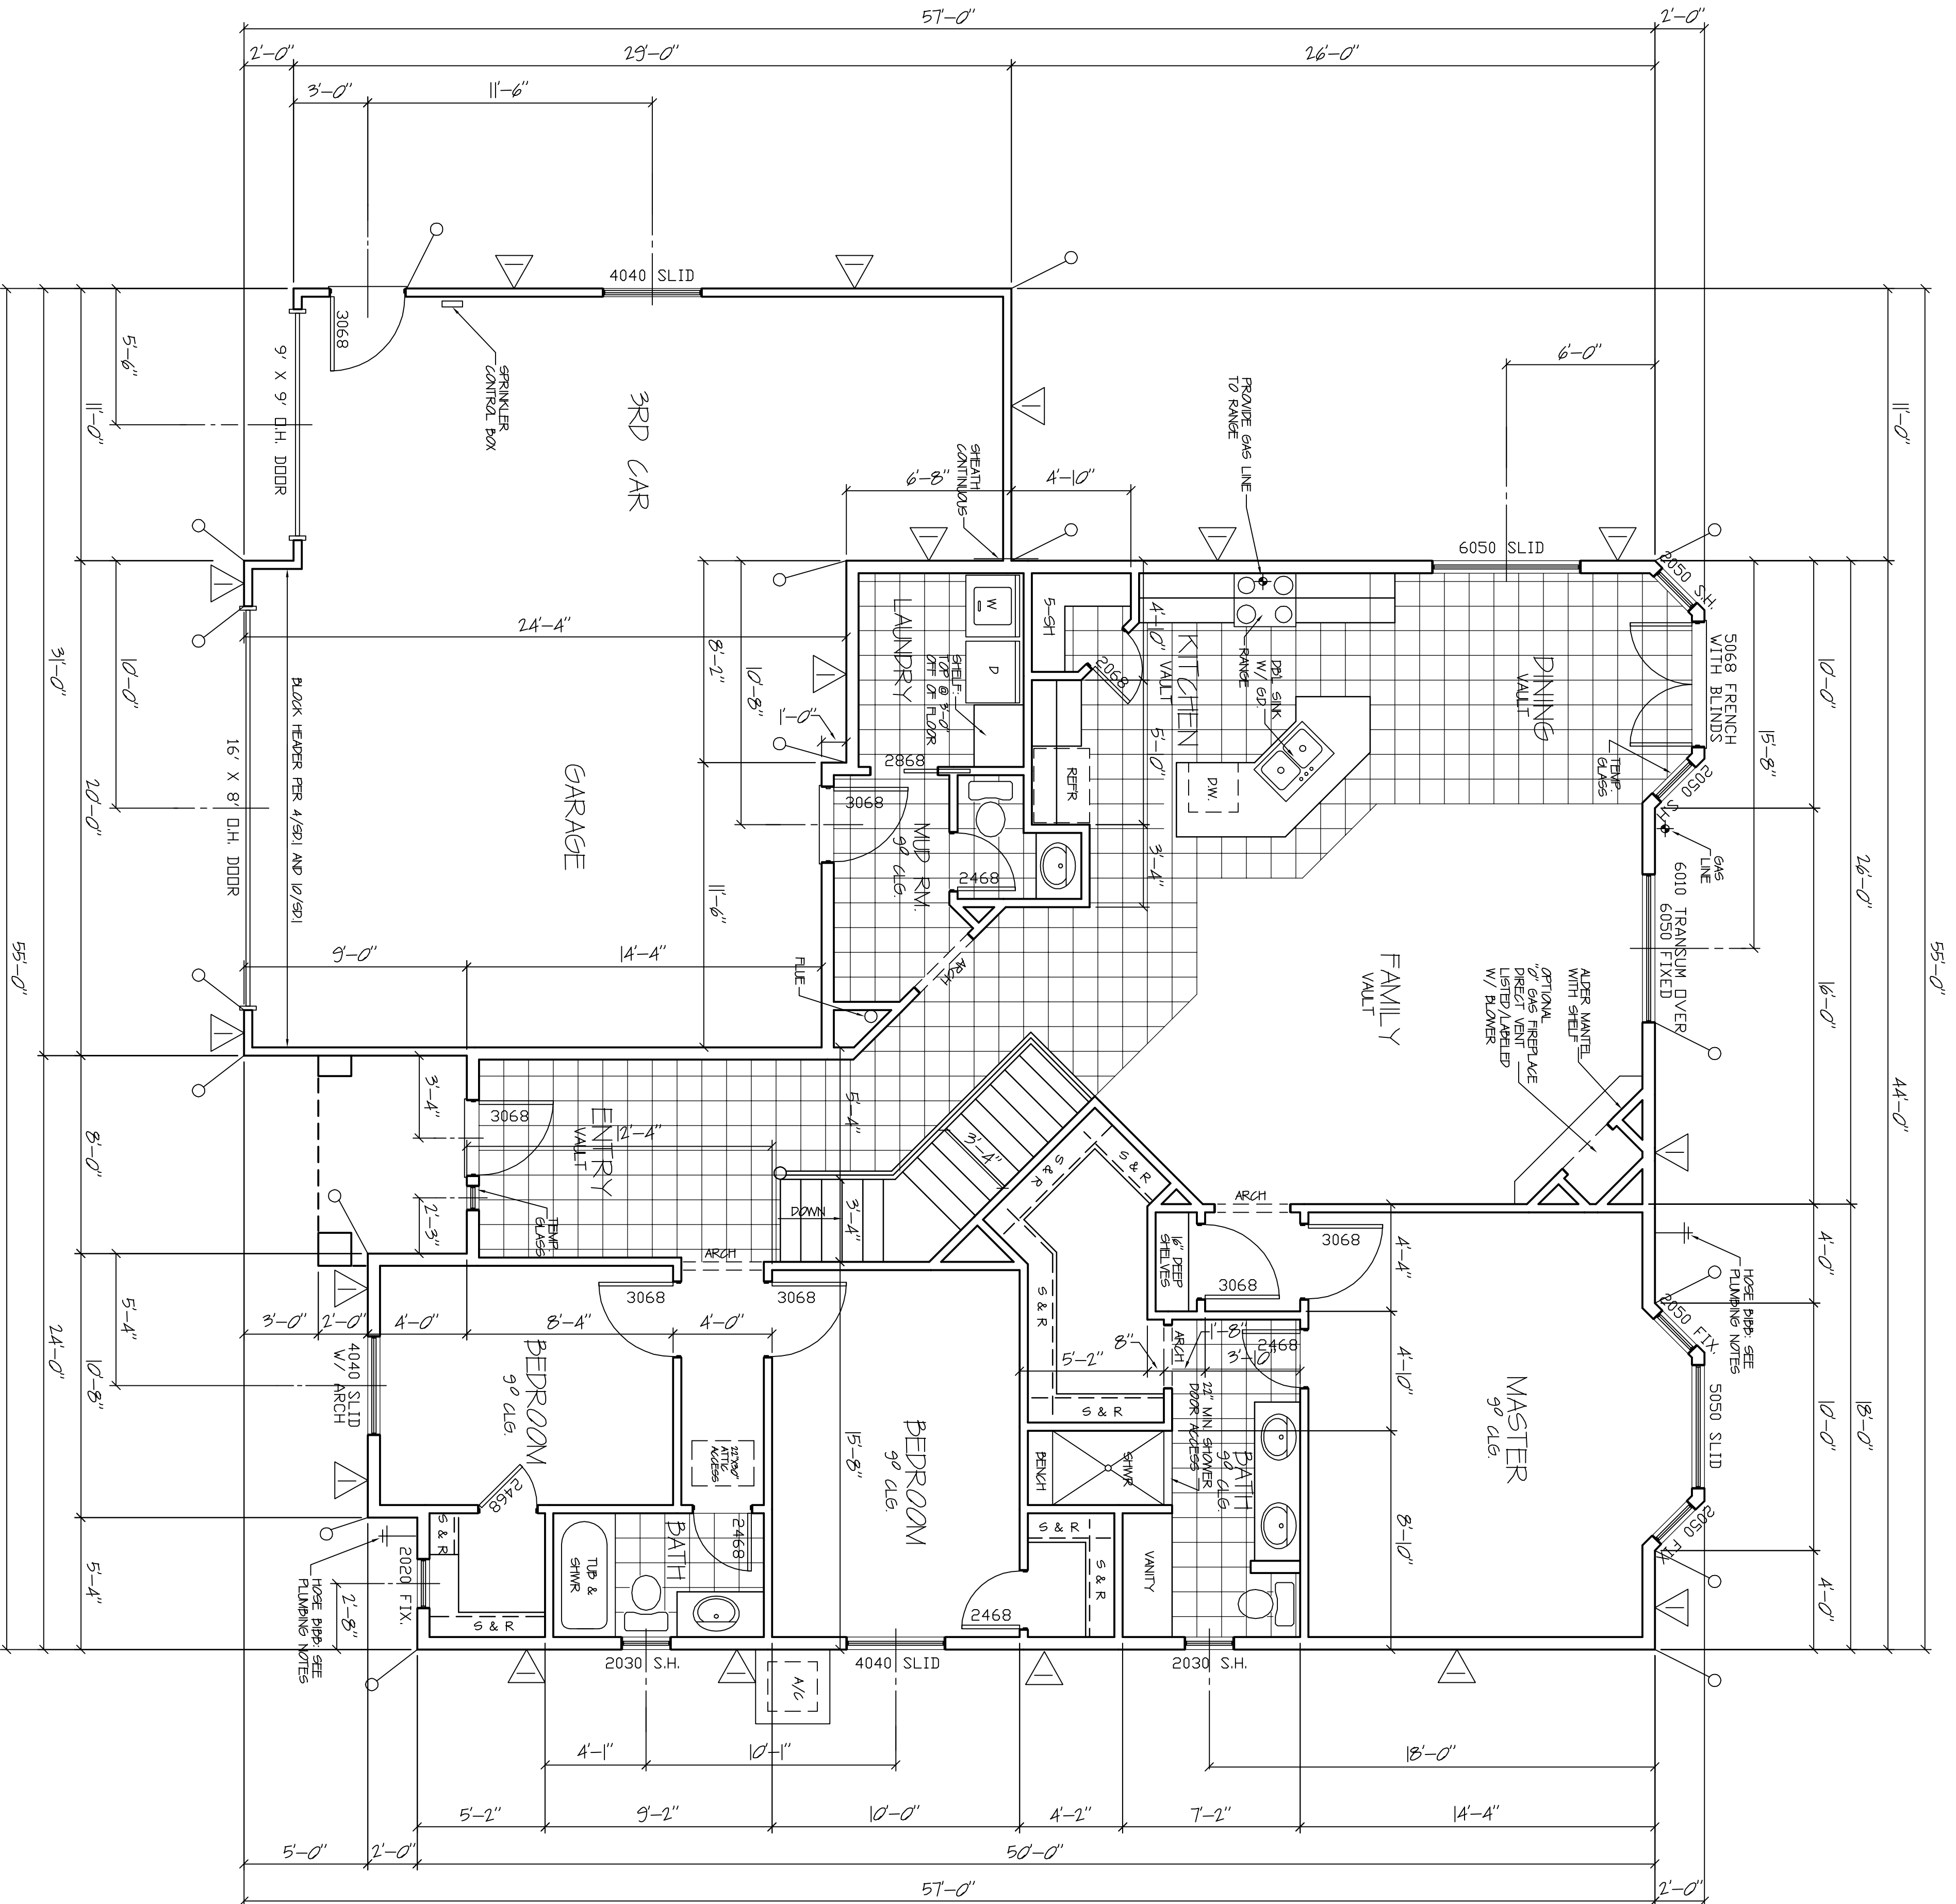 57'-0"
2'-0"
2'-0"
29'-0"
26'-0"
3'-0"
11'-6"
4040 SLID
3068
SPRINKLER
CONTROL BOX
9' X 9' O.H. DOOR
3RD CAR
5'-6"
11'-0"
31'-0"
55'-0"
10'-0"
20'-0"
16' X 8' O.H. DOOR
BLOCK HEADER PER 4/SD.1 AND 10/SD.1
GARAGE
24'-4"
9'-0"
14'-4"
8'-2"
10'-8"
1'-0"
11'-6"
6'-8"
4'-10"
SHEATH
CONTINUOUS
PROVIDE GAS LINE
TO RANGE
6'-0"
6050 SLID
11'-0"
55'-0"
44'-0"
26'-0"
10'-0"
15'-8"
16'-0"
LAUNDRY
W
D
SHELF:
TOP @ 3'-0"
OFF OF FLOOR
5-SH
2068
4'-10"
5'-0"
3'-4"
KITCHEN
VAULT
RANGE
DB'L SINK
W/ G.D.
D.W.
REF'R
DINING
VAULT
2050 S.H.
5068 FRENCH
WITH BLINDS
2050 S.H.
TEMP.
GLASS
GAS
LINE
6010 TRANSUM OVER
6050 FIXED
2868
3068
MUD RM.
90 CLG.
2468
ARCH
FLUE
FAMILY
VAULT
ALDER MANTEL
WITH SHELF
OPTIONAL
"0" GAS FIREPLACE
DIRECT VENT
LISTED/LABELED
W/ BLOWER
3'-4"
2'-3"
8'-0"
24'-0"
3068
ENTRY
VAULT
12'-4"
5'-4"
3'-4"
3'-4"
DOWN
TEMP.
GLASS
ARCH
S & R
S & R
S & R
S & R
ARCH
16" DEEP
SHELVES
3068
3068
4'-4"
4'-10"
8'-10"
HOSE BIBB: SEE
PLUMBING NOTES
4'-0"
10'-0"
18'-0"
4'-0"
2050 FIX.
5050 SLID
2050 FIX.
MASTER
90 CLG.
3'-0"
2'-0"
4'-0"
8'-4"
4'-0"
5'-4"
10'-8"
5'-4"
4040 SLID
W/ ARCH
3068
3068
BEDROOM
90 CLG.
2468
22"X30"
ATTIC
ACCESS
BEDROOM
90 CLG.
15'-8"
5'-2"
8"
1'-8"
3'-0"
ARCH
2468
22" MIN SHOWER
DOOR ACCESS
BATH
90 CLG.
BENCH
SHWR
VANITY
S & R
S & R
2468
S & R
S & R
2020 FIX.
2'-8"
HOSE BIBB: SEE
PLUMBING NOTES
TUB &
SHWR
BATH
2468
2030 S.H.
A/C
4040 SLID
2030 S.H.
4'-1"
10'-1"
18'-0"
5'-2"
9'-2"
10'-0"
4'-2"
7'-2"
14'-4"
5'-0"
2'-0"
50'-0"
57'-0"
2'-0"